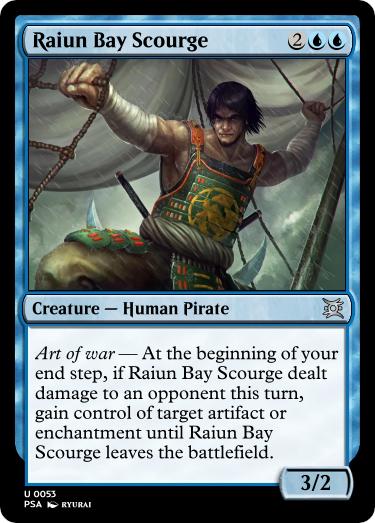 Raiun Bay Scourge 2
Creature — Human Pirate
Art of war — At the beginning of your
end step, if Raiun Bay Scourge dealt
damage to an opponent this turn,
gain control of target artifact or
enchantment until Raiun Bay
Scourge leaves the battlefield.
3/2
U 0053
PSA RYURAI